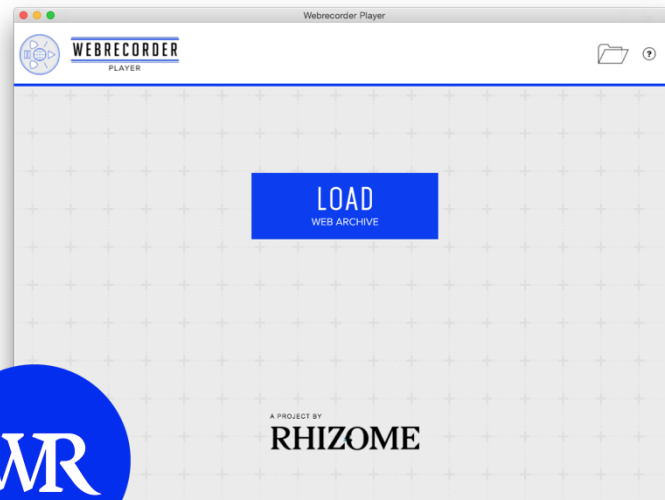 Webrecorder Player
WEBRECORDER
PLAYER
?
LOAD
WEB ARCHIVE
A PROJECT BY
RHIZOME
WR